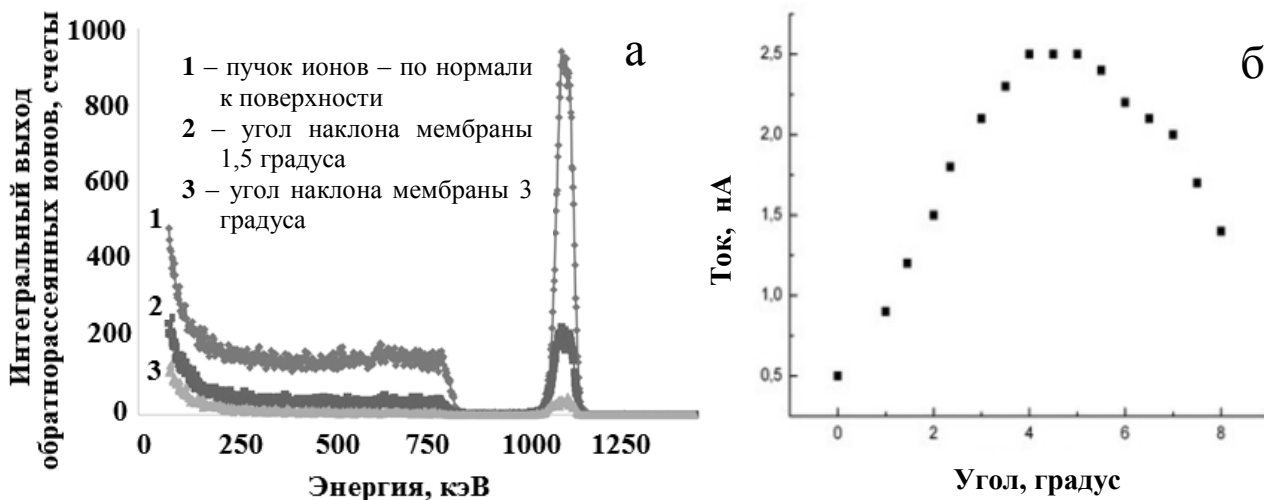 1000
800
600
400
200
0
0
250
500
750
1000
1250
Интегральный выход
обратнорассеянных ионов, счеты
Энергия, кэВ
1 – пучок ионов – по нормали
к поверхности
2 – угол наклона мембраны
1,5 градуса
3 – угол наклона мембраны 3
градуса
а
1
2
3
б
2,5
2,0
1,5
1,0
0,5
0
2
4
6
8
Ток, нА
Угол, градус